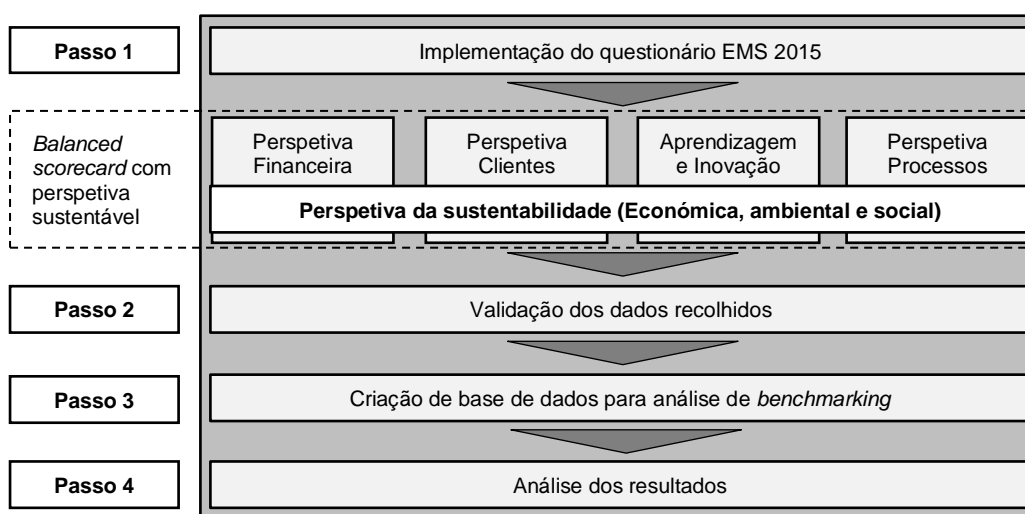 Passo 1
Implementação do questionário EMS 2015
Balanced
scorecard com
perspetiva
sustentável
Perspetiva
Financeira
Perspetiva
Clientes
Aprendizagem
e Inovação
Perspetiva
Processos
Perspetiva da sustentabilidade (Económica, ambiental e social)
Passo 2
Validação dos dados recolhidos
Passo 3
Criação de base de dados para análise de benchmarking
Passo 4
Análise dos resultados